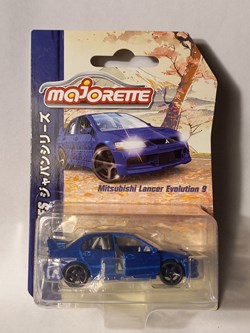 majorette
Mitsubishi Lancer Evolution 9
ジャパンシリーズ